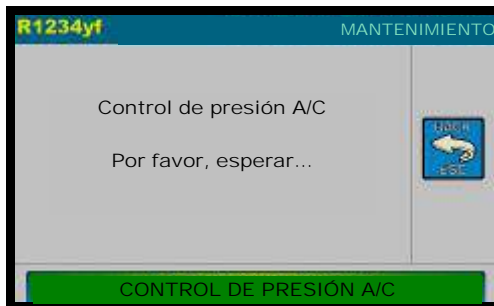 R1234yf MANTENIMIENTO
Control de presión A/C
Por favor, esperar...
BACK
ESC
CONTROL DE PRESIÓN A/C